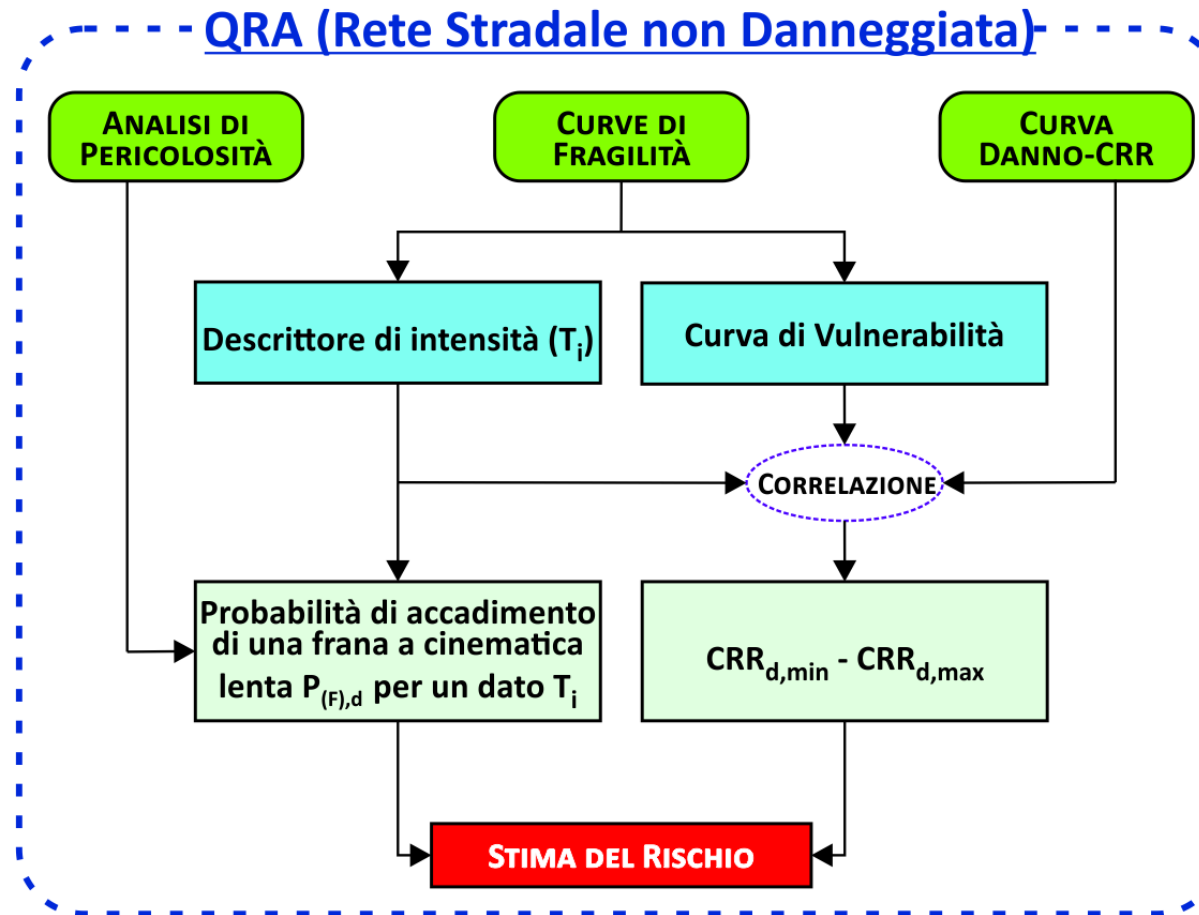 QRA (Rete Stradale non Danneggiata)
ANALISI DI
PERICOLOSITÀ
CURVE DI
FRAGILITÀ
CURVA
DANNO-CRR
Descrittore di intensità (Ti)
Curva di Vulnerabilità
CORRELAZIONE
Probabilità di accadimento
di una frana a cinematica
lenta P(F),d per un dato Ti
CRRd,min - CRRd,max
STIMA DEL RISCHIO